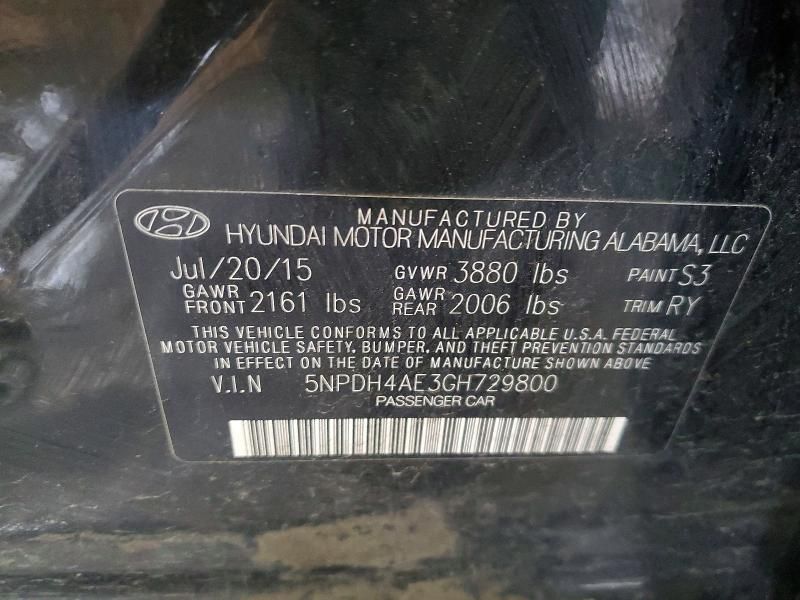 MANUFACTURED BY
HYUNDAI MOTOR MANUFACTURING ALABAMA, LLC
Jul/20/15 GVWR 3880 lbs PAINT S3
GAWR FRONT 2161 lbs GAWR REAR 2006 lbs TRIM RY
THIS VEHICLE CONFORMS TO ALL APPLICABLE U.S.A. FEDERAL
MOTOR VEHICLE SAFETY, BUMPER, AND THEFT PREVENTION STANDARDS
IN EFFECT ON THE DATE OF MANUFACTURE SHOWN ABOVE
V.I.N 5NPDH4AE3GH729800
PASSENGER CAR